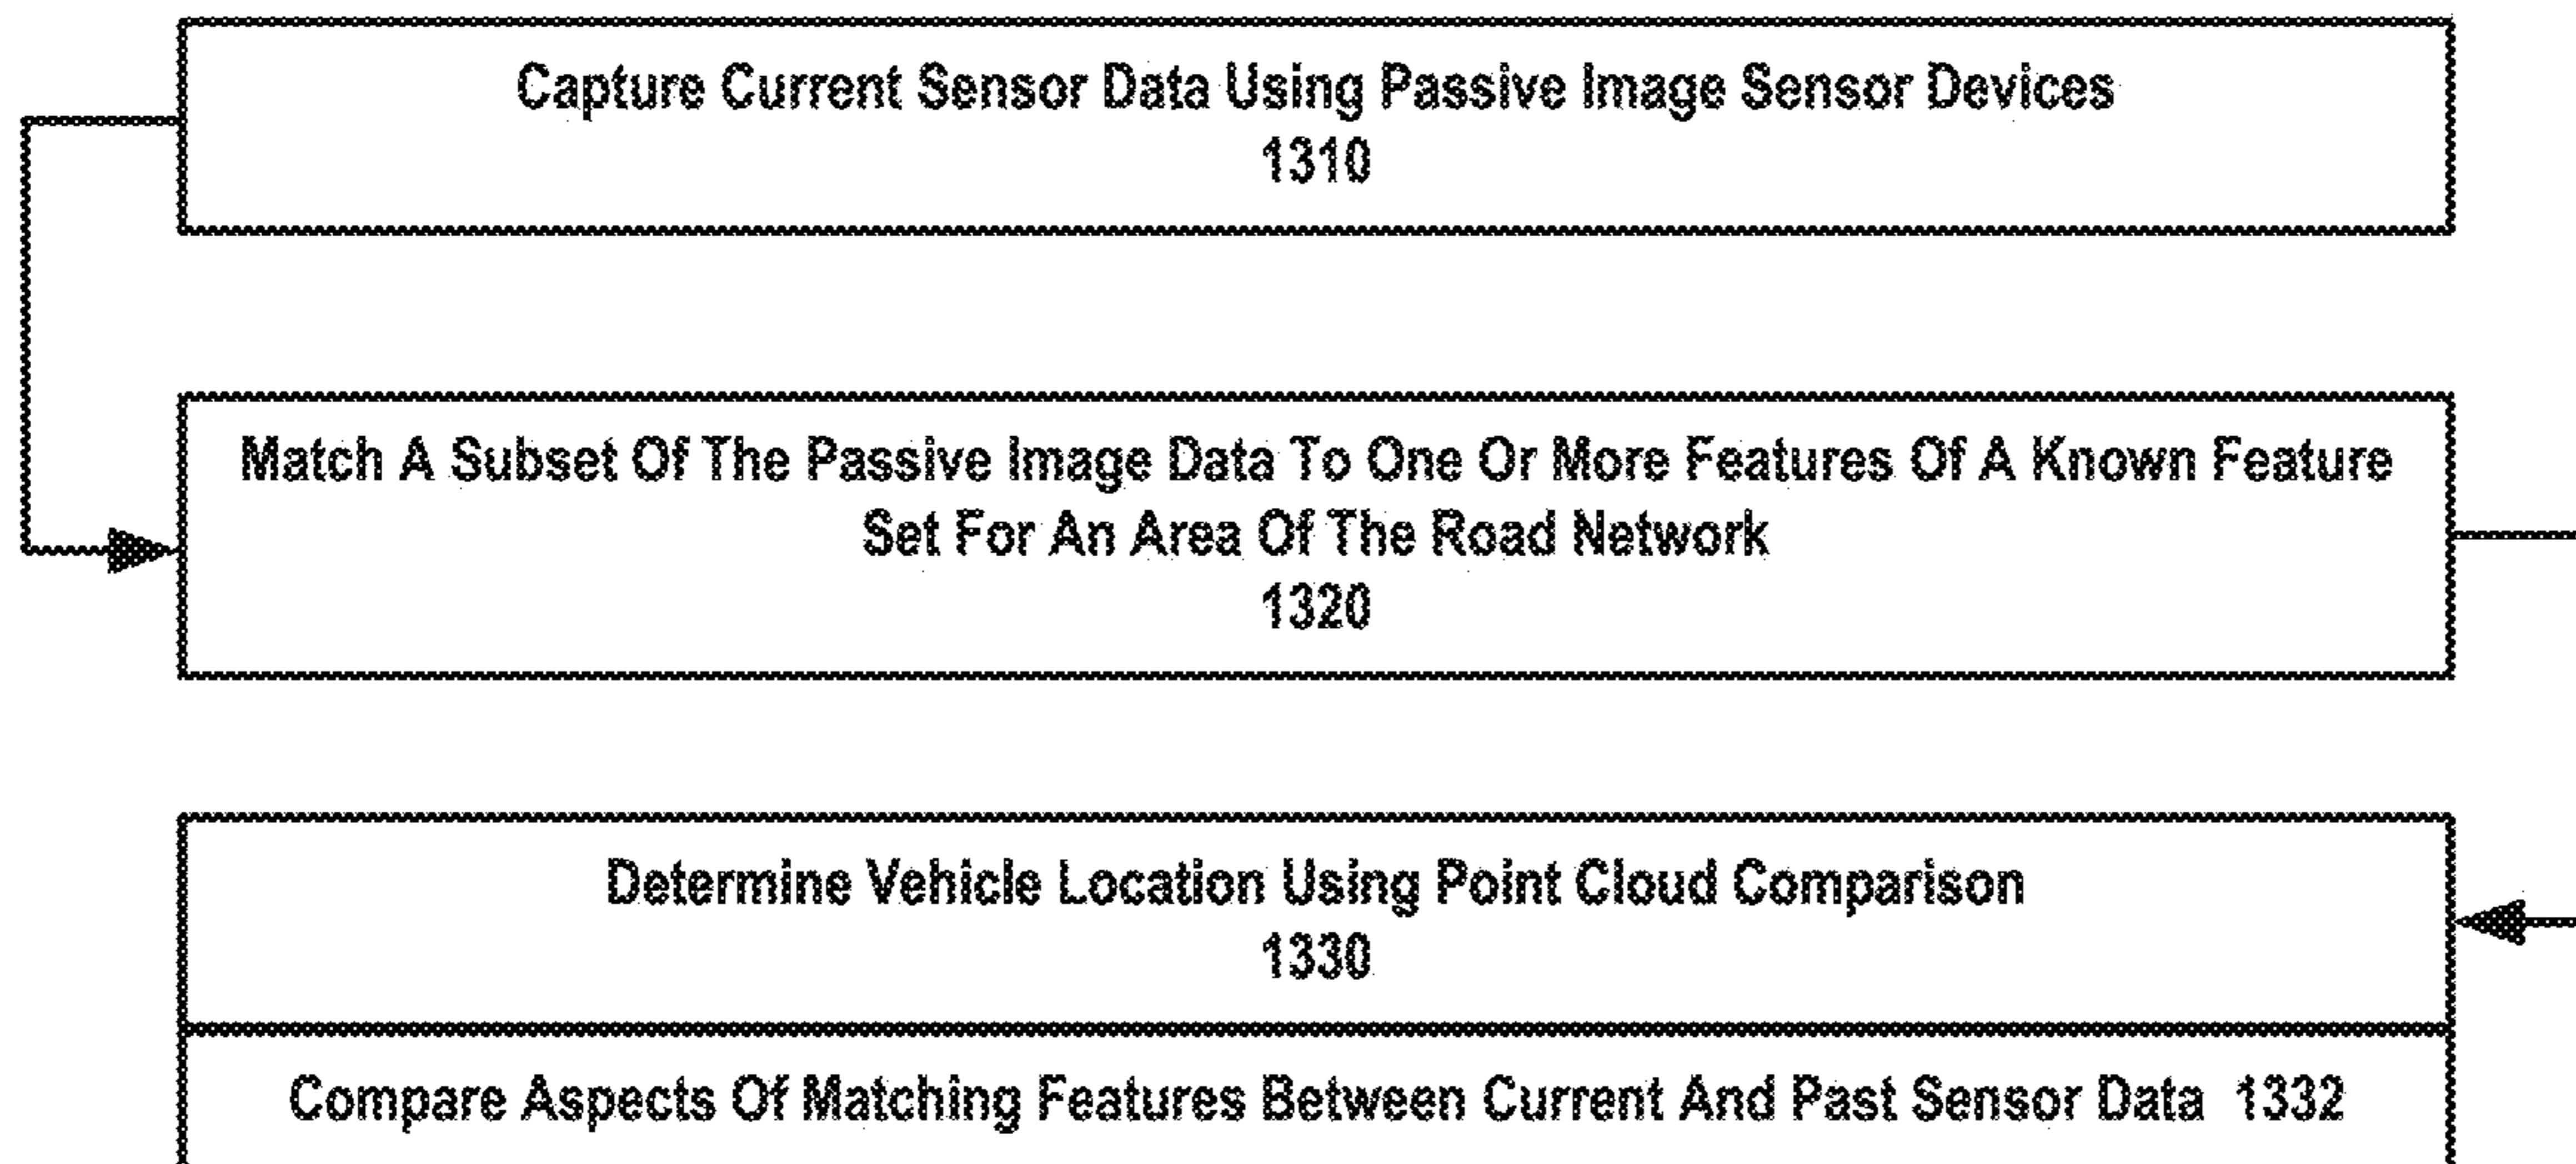 Capture Current Sensor Data Using Passive Image Sensor Devices
1310
Match A Subset Of The Passive Image Data To One Or More Features Of A Known Feature
Set For An Area Of The Road Network
1320
Determine Vehicle Location Using Point Cloud Comparison
1330
Compare Aspects Of Matching Features Between Current And Past Sensor Data 1332